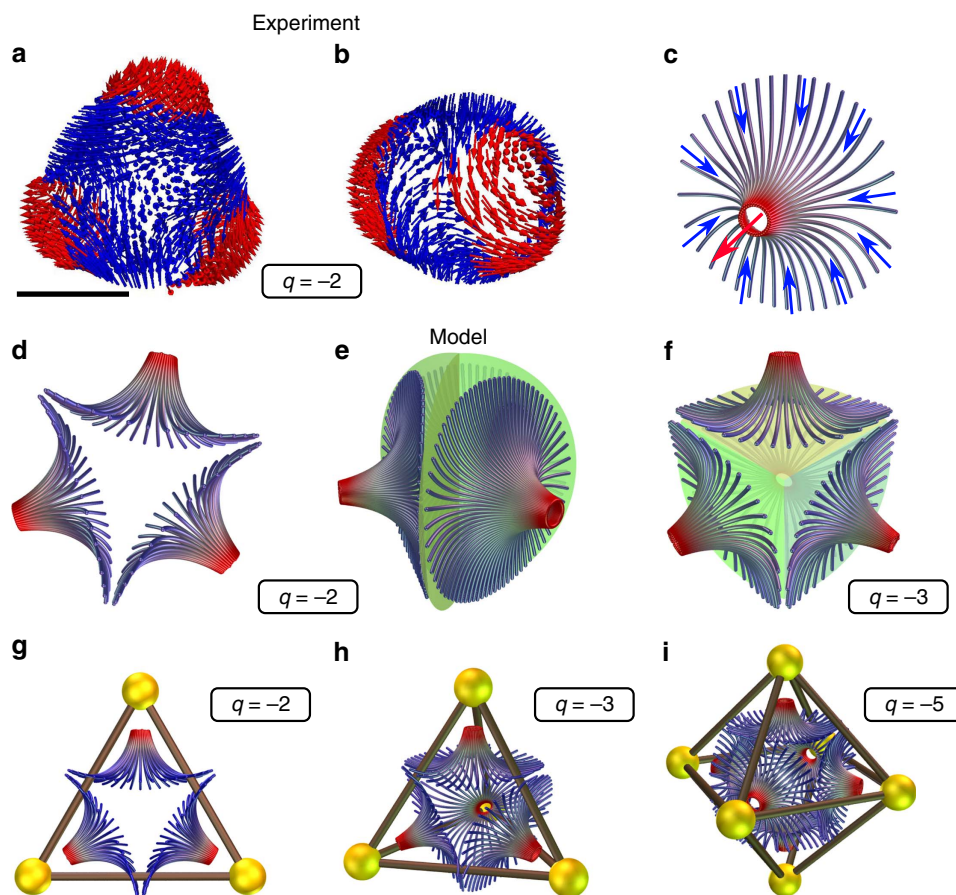 Experiment
a
b
c
q = –2
Model
d
e
f
q = –2
q = –3
g
h
i
q = –2
q = –3
q = –5